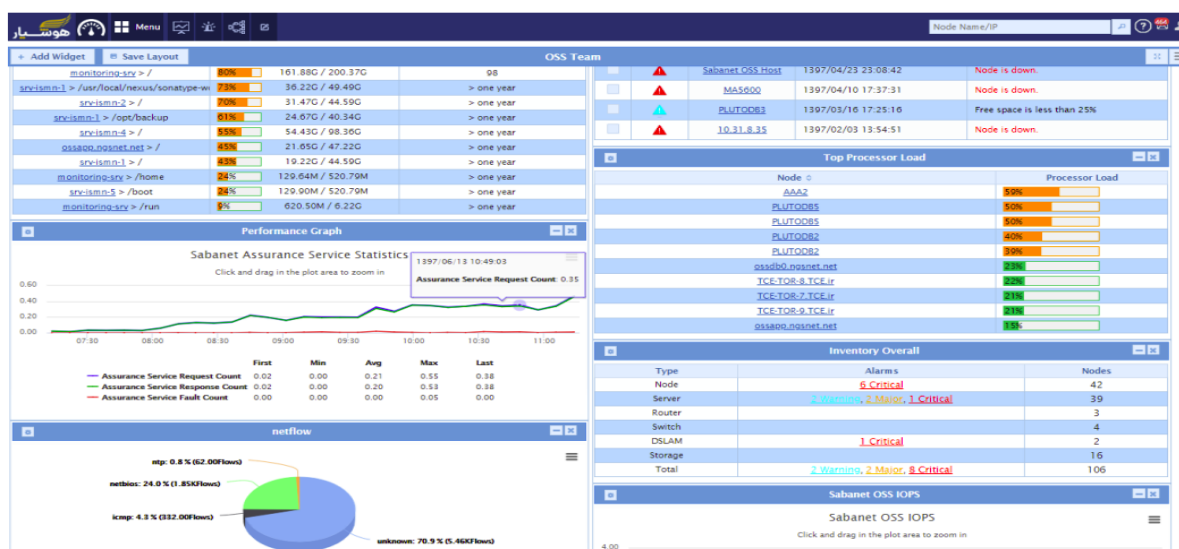 هوشیار
Menu
Node Name/IP
464
+ Add Widget
Save Layout
OSS Team
monitoring-srv > / 80% 161.88G / 200.37G 98
srv-ismn-1 > /usr/local/nexus/sonatype-w 73% 36.22G / 49.49G > one year
srv-ismn-2 > / 70% 31.47G / 44.59G > one year
srv-ismn-1 > /opt/backup 61% 24.67G / 40.34G > one year
srv-ismn-4 > / 55% 54.43G / 98.36G > one year
ossapp.nqsnet.net > / 45% 21.65G / 47.22G > one year
srv-ismn-1 > / 43% 19.22G / 44.59G > one year
monitoring-srv > /home 24% 129.64M / 520.79M > one year
srv-ismn-5 > /boot 24% 129.90M / 520.79M > one year
monitoring-srv > /run 9% 620.50M / 6.22G > one year
Performance Graph
Sabanet Assurance Service Statistics
Click and drag in the plot area to zoom in
1397/06/13 10:49:03
Assurance Service Request Count: 0.35
0.60
0.40
0.20
0.00
07:30 08:00 08:30 09:00 09:30 10:00 10:30 11:00
First Min Avg Max Last
Assurance Service Request Count 0.02 0.00 0.21 0.55 0.38
Assurance Service Response Count 0.02 0.00 0.20 0.53 0.38
Assurance Service Fault Count 0.00 0.00 0.00 0.05 0.00
netflow
ntp: 0.8 % (62.00Flows)
netbios: 24.0 % (1.85KFlows)
icmp: 4.3 % (332.00Flows)
unknown: 70.9 % (5.46KFlows)
Sabanet OSS Host 1397/04/23 23:08:42 Node is down.
MA5600 1397/04/10 17:37:31 Node is down.
PLUTODB3 1397/03/16 17:25:16 Free space is less than 25%
10.31.8.35 1397/02/03 13:54:51 Node is down.
Top Processor Load
Node Processor Load
AAA2 59%
PLUTODB5 50%
PLUTODB5 50%
PLUTODB2 40%
PLUTODB2 39%
ossdb0.nqsnet.net 23%
TCE-TOR-8.TCE.ir 22%
TCE-TOR-7.TCE.ir 21%
TCE-TOR-9.TCE.ir 21%
ossapp.nqsnet.net 15%
Inventory Overall
Type Alarms Nodes
Node 6 Critical 42
Server 2 Warning, 2 Major, 1 Critical 39
Router 3
Switch 4
DSLAM 1 Critical 2
Storage 16
Total 2 Warning, 2 Major, 8 Critical 106
Sabanet OSS IOPS
Sabanet OSS IOPS
Click and drag in the plot area to zoom in
4.00